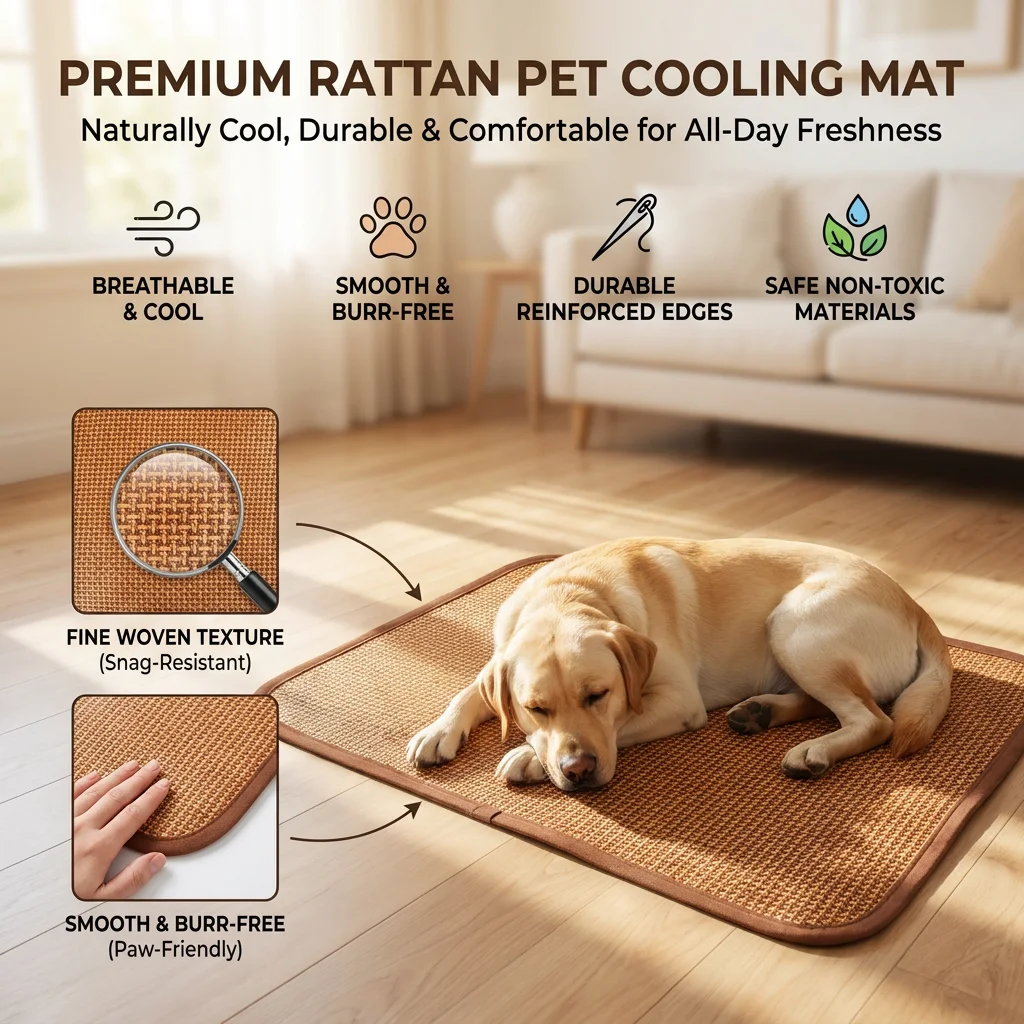 PREMIUM RATTAN PET COOLING MAT
Naturally Cool, Durable & Comfortable for All-Day Freshness
BREATHABLE
& COOL
SMOOTH &
BURR-FREE
DURABLE
REINFORCED EDGES
SAFE NON-TOXIC
MATERIALS
FINE WOVEN TEXTURE
(Snag-Resistant)
SMOOTH & BURR-FREE
(Paw-Friendly)